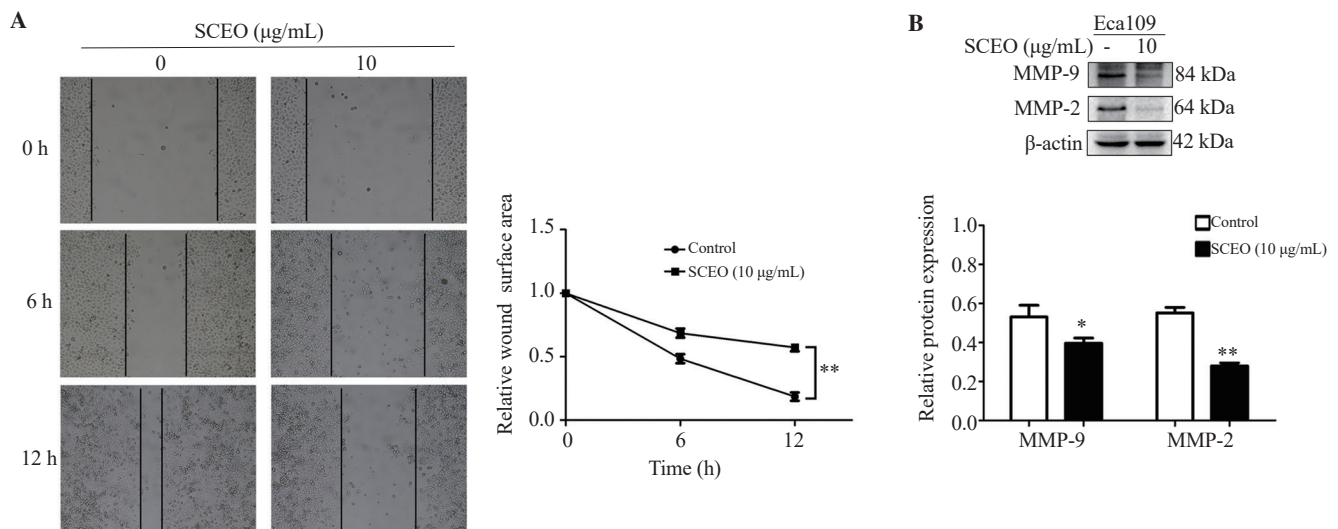 A
SCEO (μg/mL)
0 10
0 h
6 h
12 h
Relative wound surface area
1.5
1.0
0.5
0.0
Control
SCEO (10 μg/mL)
**
0 6 12
Time (h)
B
Eca109
SCEO (μg/mL) - 10
MMP-9 84 kDa
MMP-2 64 kDa
β-actin 42 kDa
Relative protein expression
1.0
0.8
0.6
0.4
0.2
0.0
Control
SCEO (10 μg/mL)
*
**
MMP-9 MMP-2